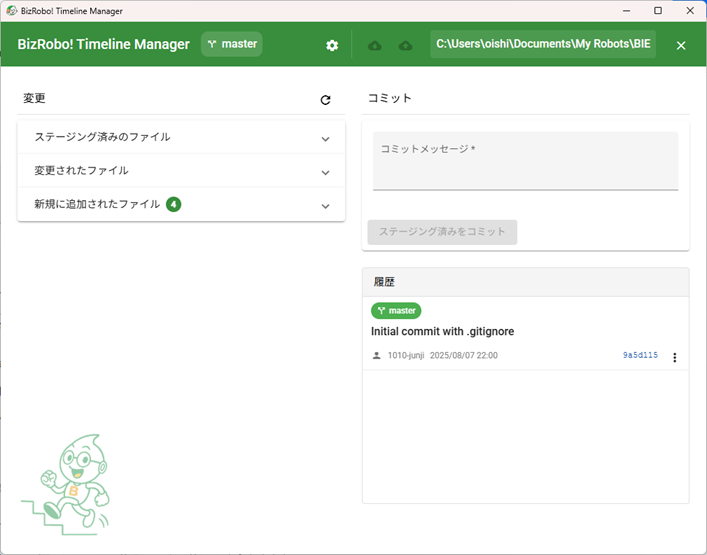 BizRobo! Timeline Manager
BizRobo! Timeline Manager master C:\Users\oishi\Documents\My Robots\BIE
変更
ステージング済みのファイル
変更されたファイル
新規に追加されたファイル 4
コミット
コミットメッセージ *
ステージング済みをコミット
履歴
master
Initial commit with .gitignore
1010-junji 2025/08/07 22:00 9a5d115
B